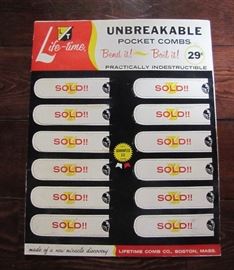 L/T
Life-time.
UNBREAKABLE
POCKET COMBS
"Bend it! Boil it! 29¢
PRACTICALLY INDESTRUCTIBLE
SOLD!! SOLD!!
SOLD!! SOLD!!
SOLD!! SOLD!!
SOLD!! SOLD!!
SOLD!! SOLD!!
SOLD!! SOLD!!
made of a new miracle discovery LIFETIME COMB CO., BOSTON, MASS.